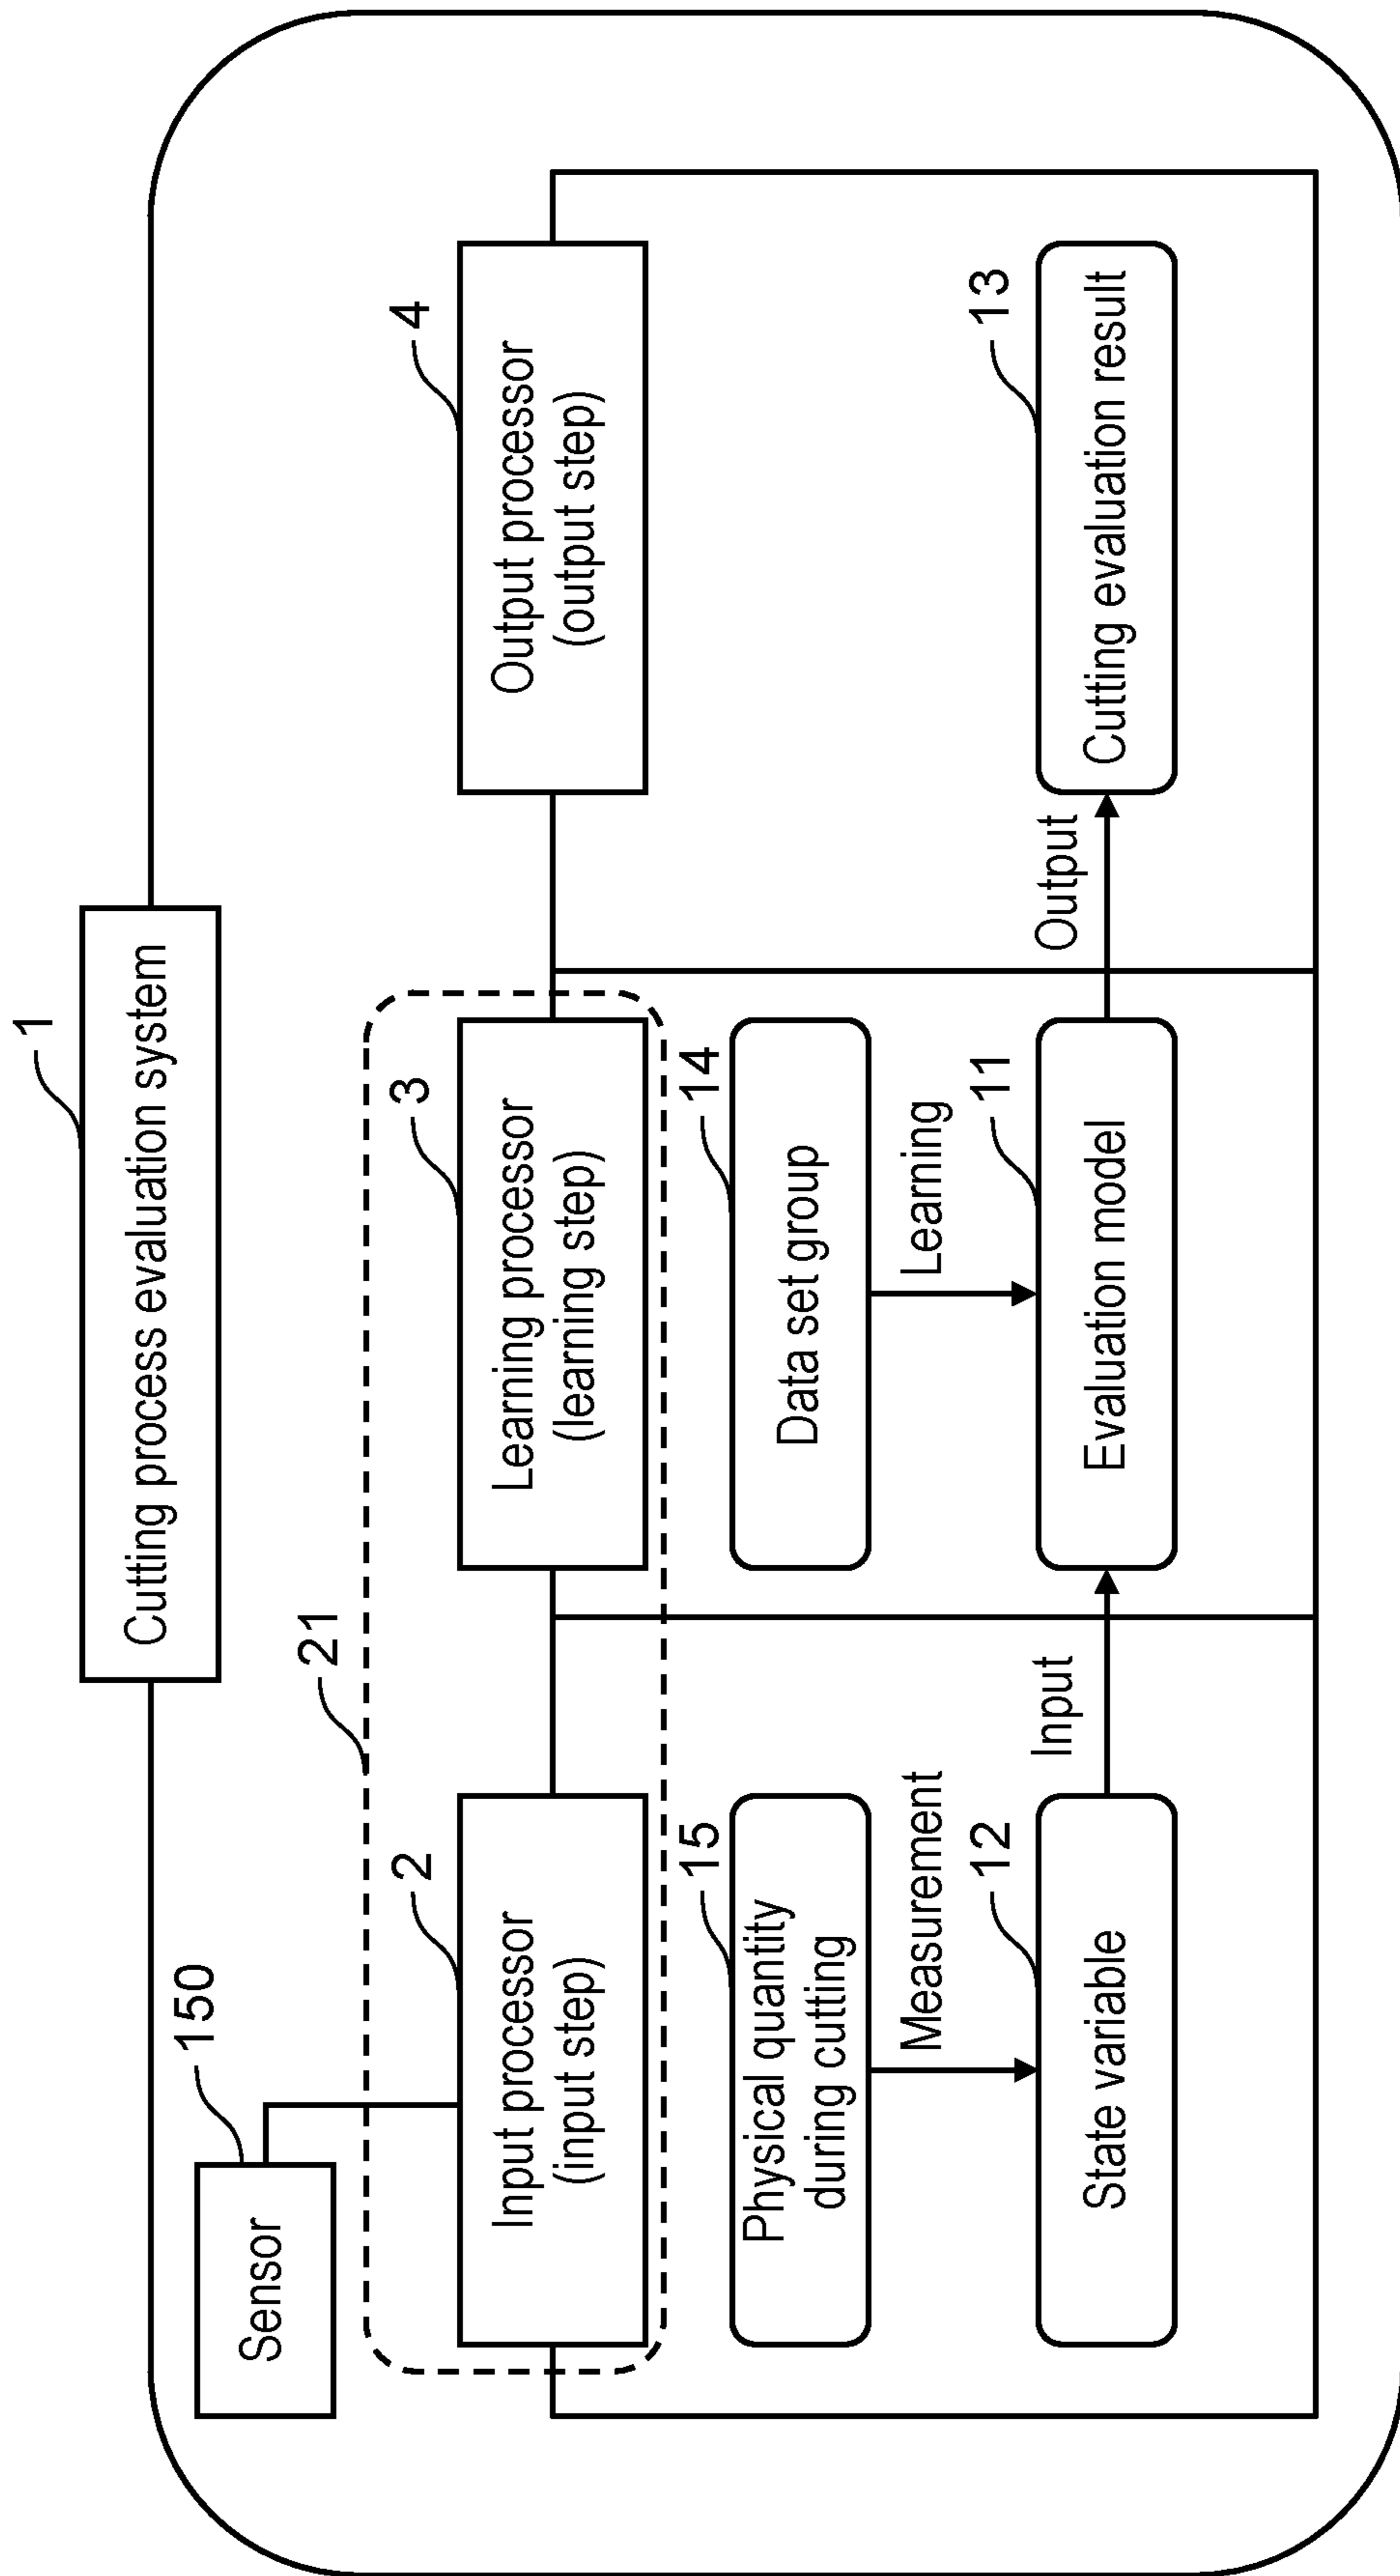 1
Cutting process evaluation system
150
Sensor
21
2
Input processor
(input step)
3
Learning processor
(learning step)
4
Output processor
(output step)
15
Physical quantity
during cutting
14
Data set group
Measurement
Learning
12
State variable
Input
11
Evaluation model
Output
13
Cutting evaluation result